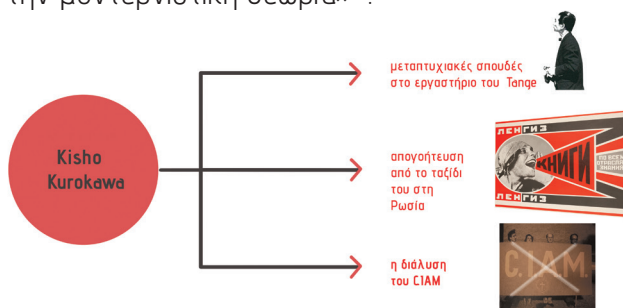 την μοντερνιστική θεωρία»
Kisho
Kurokawa
μεταπτυχιακές σπουδές
στο εργαστήριο του Tange
απογοήτευση
από το ταξίδι
του στη
Ρωσία
ЛЕНГИЗ
КНИГИ
ЛЕНГИЗ
η διάλυση
του CIAM
C.I.A.M.